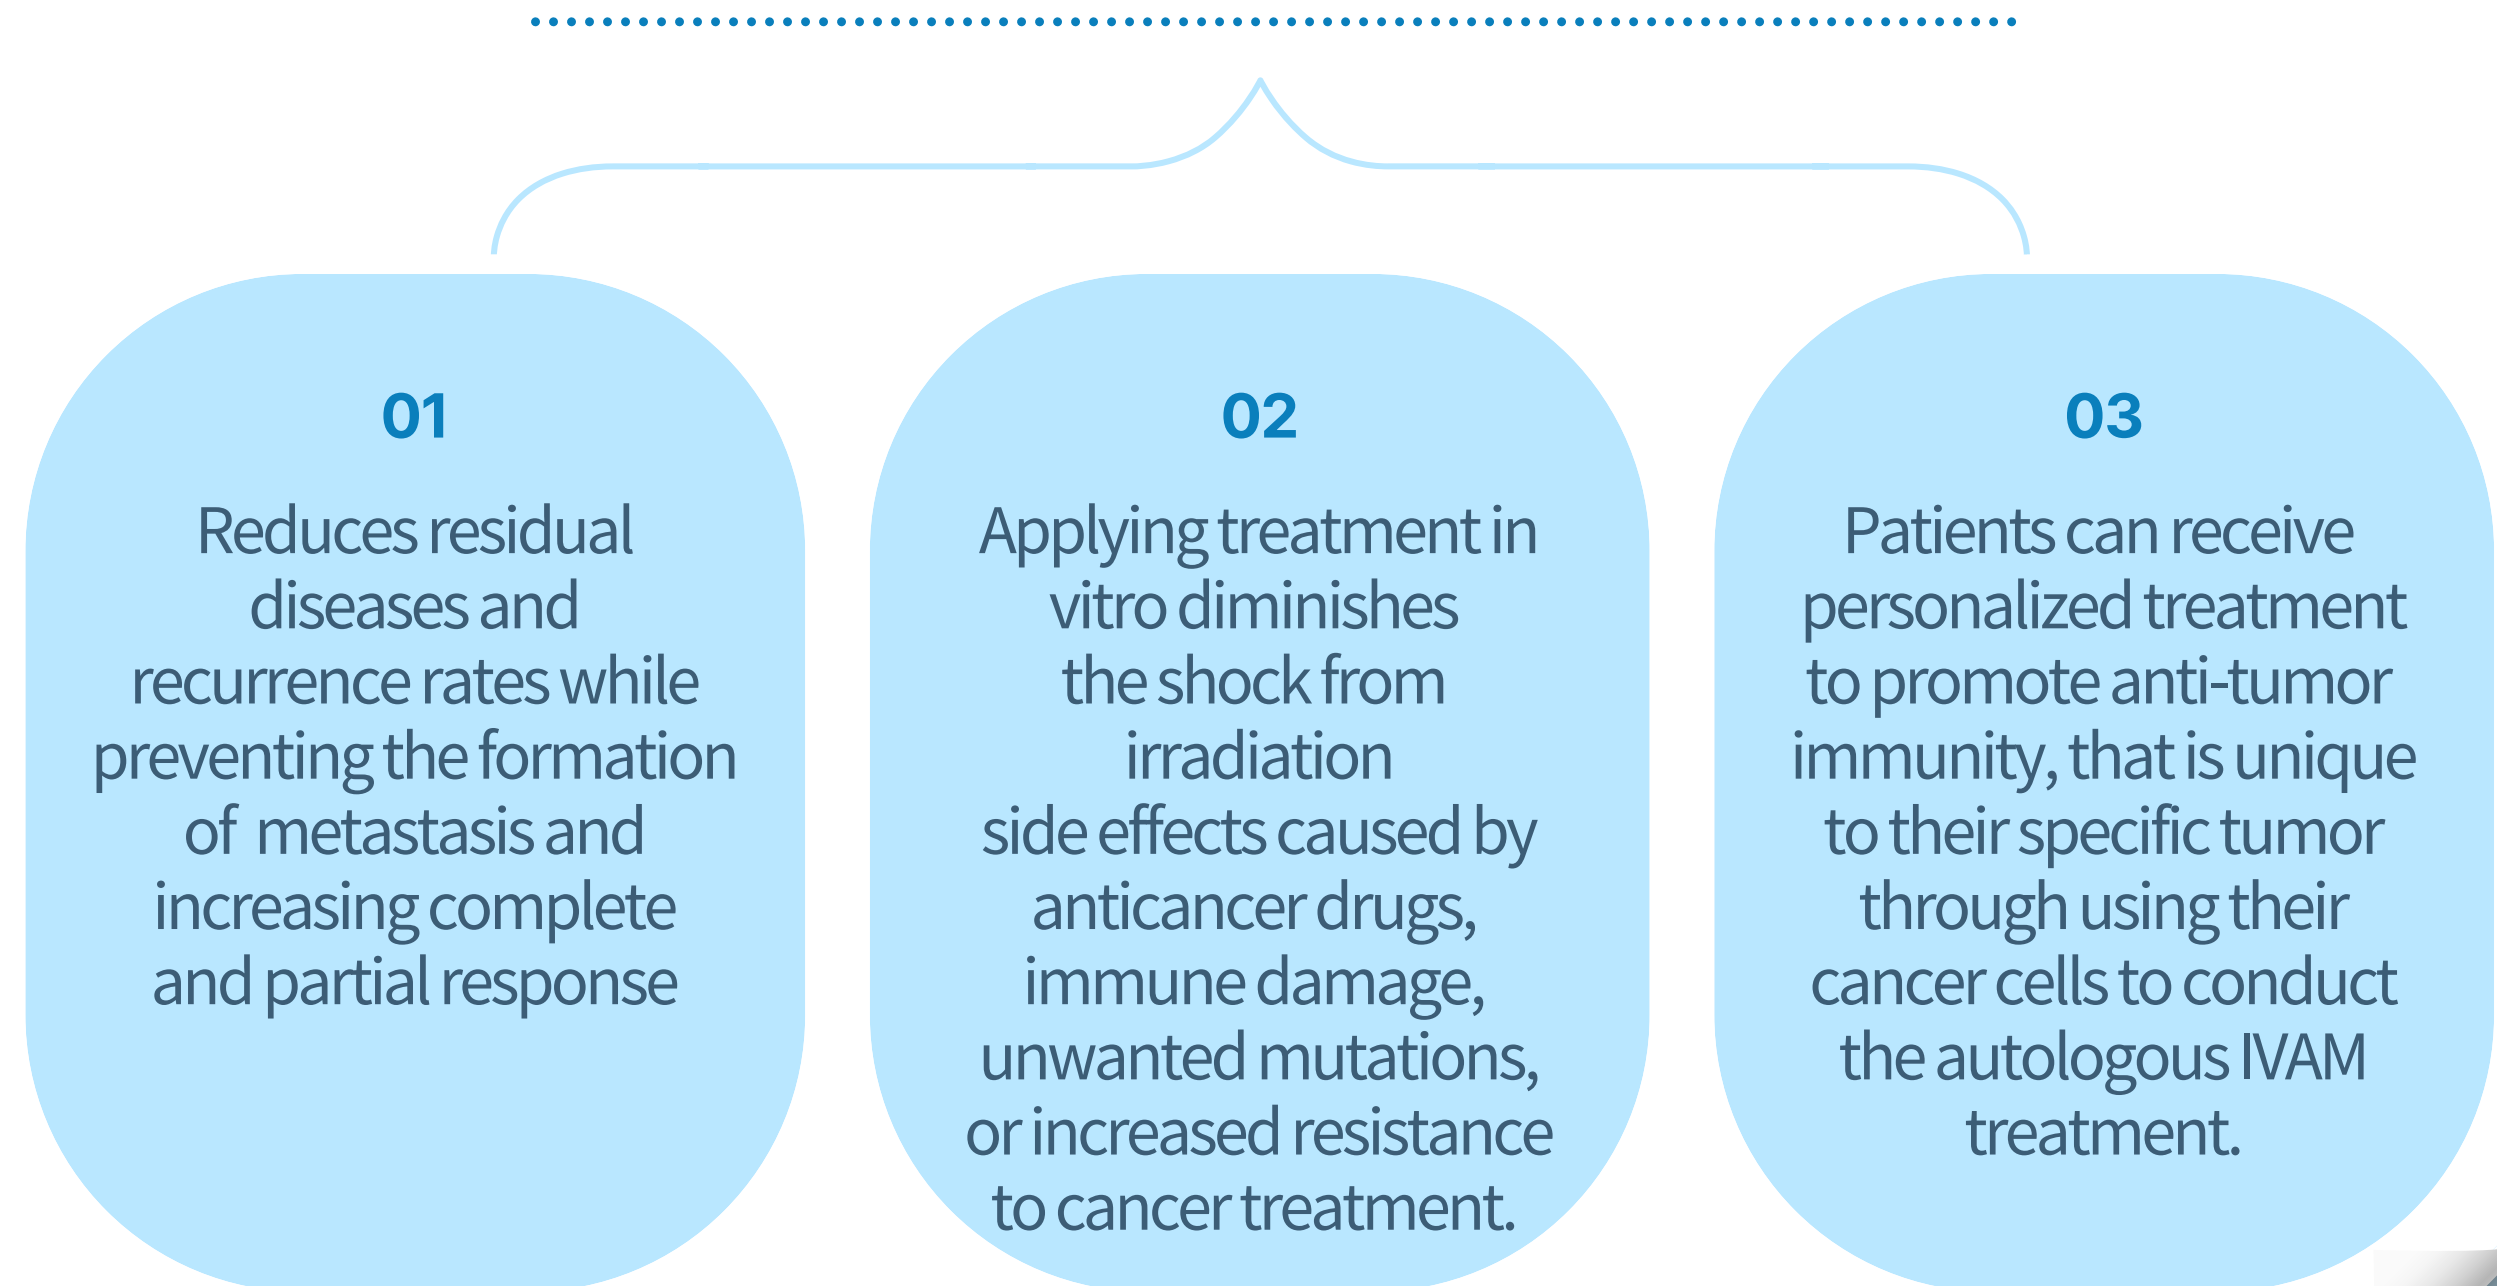 01
Reduces residual
diseases and
recurrence rates while
preventing the formation
of metastasis and
increasing complete
and partial response
02
Applying treatment in
vitro diminishes
the shock from
irradiation
side effects caused by
anticancer drugs,
immune damage,
unwanted mutations,
or increased resistance
to cancer treatment.
03
Patients can receive
personalized treatment
to promote anti-tumor
immunity, that is unique
to their specific tumor
through using their
cancer cells to conduct
the autologous IVAM
treatment.